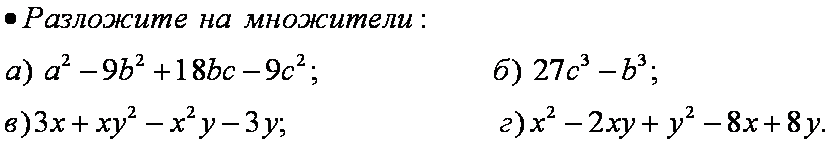 • Разложите на множители :
а) a² – 9b² + 18bc – 9c²; б) 27c³ – b³;
в) 3x + xy² – x²y – 3y; г) x² – 2xy + y² – 8x + 8y.